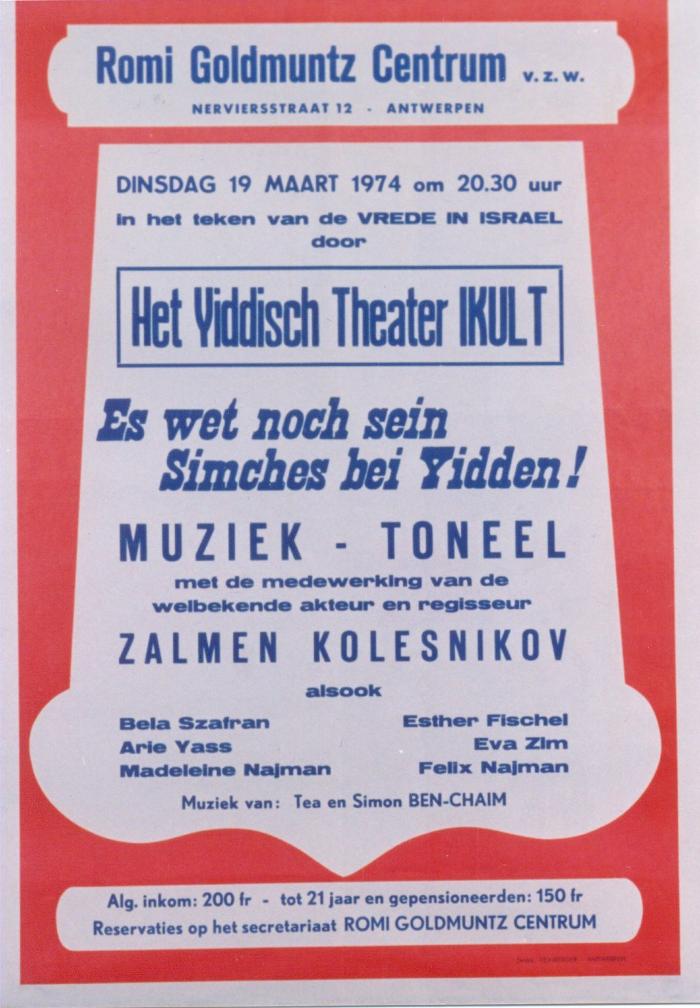 Romi Goldmuntz Centrum v.z.w.
NERVIERSSTRAAT 12 - ANTWERPEN
DINSDAG 19 MAART 1974 om 20.30 uur
in het teken van de VREDE IN ISRAEL
door
Het Yiddisch Theater IKULT
Es wet noch sein
Simches bei Yidden!
MUZIEK - TONEEL
met de medewerking van de
welbekende akteur en regisseur
ZALMEN KOLESNIKOV
alsook
Bela Szafran Esther Fischel
Arie Yass Eva Zim
Madeleine Najman Felix Najman
Muziek van: Tea en Simon BEN-CHAIM
Alg. inkom: 200 fr - tot 21 jaar en gepensioneerden: 150 fr
Reservaties op het secretariaat ROMI GOLDMUNTZ CENTRUM
ANTWERPEN